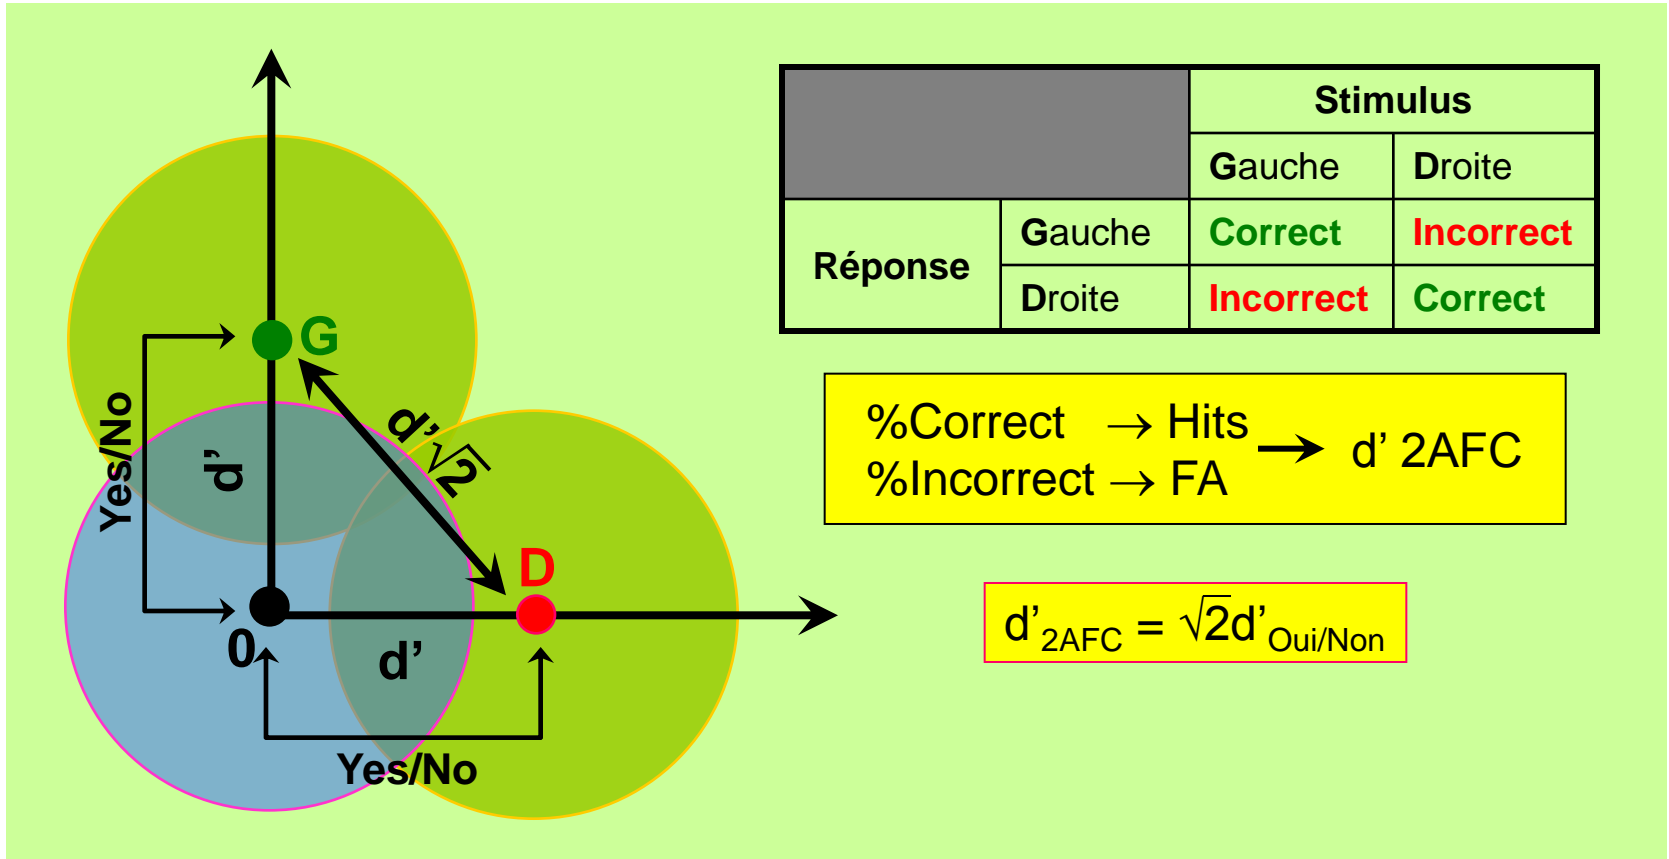 G
d'√2
Yes/No
d'
D
0
d'
Yes/No
Stimulus
Gauche Droite
Réponse
Gauche Correct Incorrect
Droite Incorrect Correct
%Correct → Hits
%Incorrect → FA
→ d' 2AFC
d'2AFC = √2d'Oui/Non